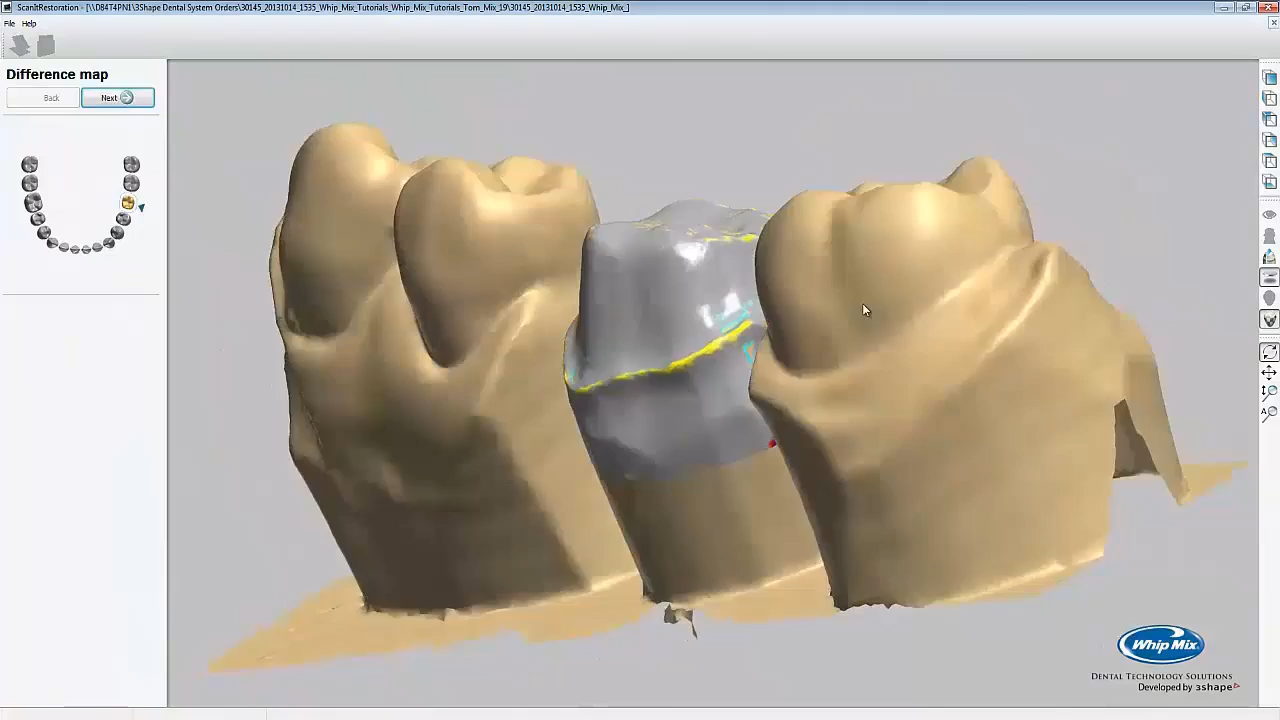 ScanItRestoration - [\\D84T4PN1\3Shape Dental System Orders\30145_20131014_1535_Whip_Mix_Tutorials_Whip_Mix_Tutorials_Tom_Mix_19\30145_20131014_1535_Whip_Mix_]
File Help
Difference map
Back Next
Whip Mix
DENTAL TECHNOLOGY SOLUTIONS
Developed by 3shape